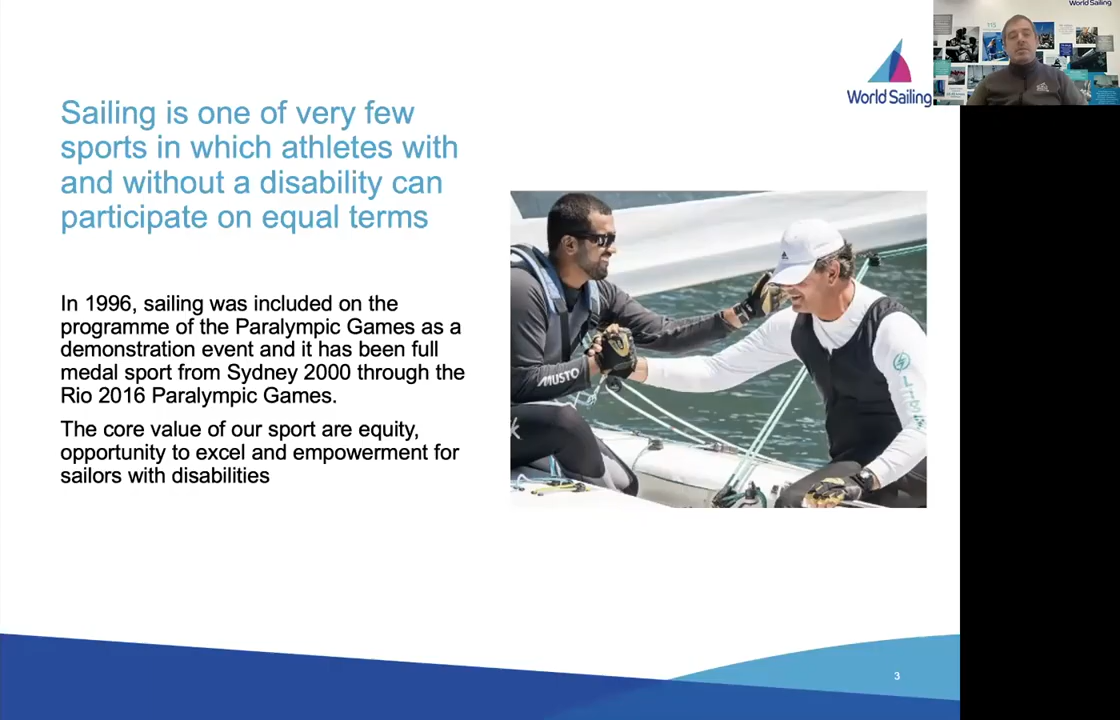 World Sailing
World Sailing
Sailing is one of very few
sports in which athletes with
and without a disability can
participate on equal terms
In 1996, sailing was included on the
programme of the Paralympic Games as a
demonstration event and it has been full
medal sport from Sydney 2000 through the
Rio 2016 Paralympic Games.
The core value of our sport are equity,
opportunity to excel and empowerment for
sailors with disabilities
MUSTO
3